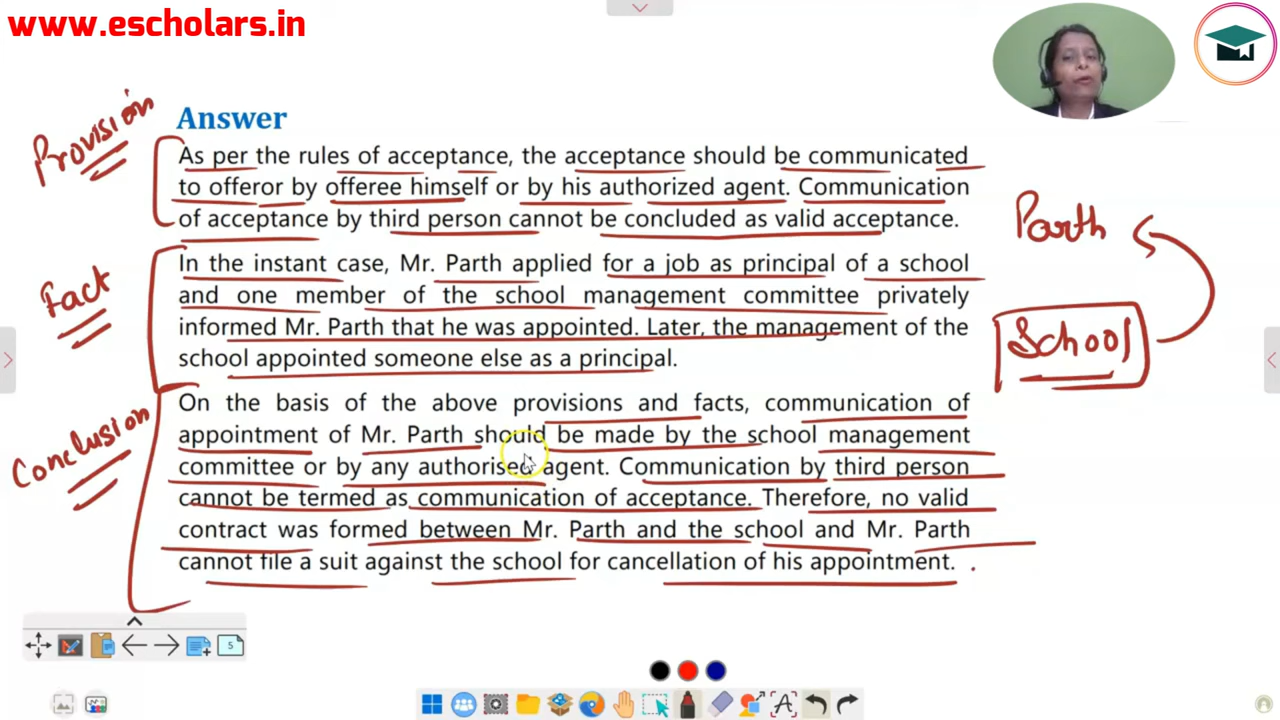 www.escholars.in
Answer
Provision
As per the rules of acceptance, the acceptance should be communicated
to offeror by offeree himself or by his authorized agent. Communication
of acceptance by third person cannot be concluded as valid acceptance.
Parth
Fact
In the instant case, Mr. Parth applied for a job as principal of a school
and one member of the school management committee privately
informed Mr. Parth that he was appointed. Later, the management of the
school appointed someone else as a principal.
School
Conclusion
On the basis of the above provisions and facts, communication of
appointment of Mr. Parth should be made by the school management
committee or by any authorised agent. Communication by third person
cannot be termed as communication of acceptance. Therefore, no valid
contract was formed between Mr. Parth and the school and Mr. Parth
cannot file a suit against the school for cancellation of his appointment.
5